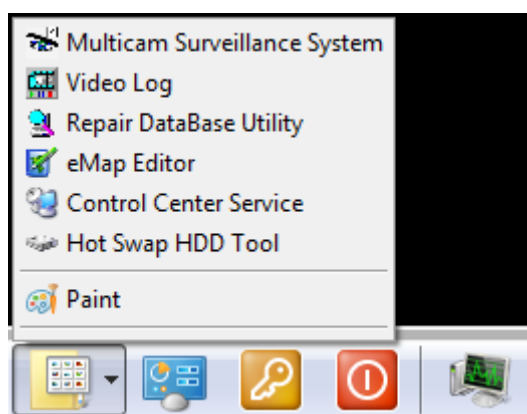 Multicam Surveillance System
Video Log
Repair DataBase Utility
eMap Editor
Control Center Service
Hot Swap HDD Tool
Paint